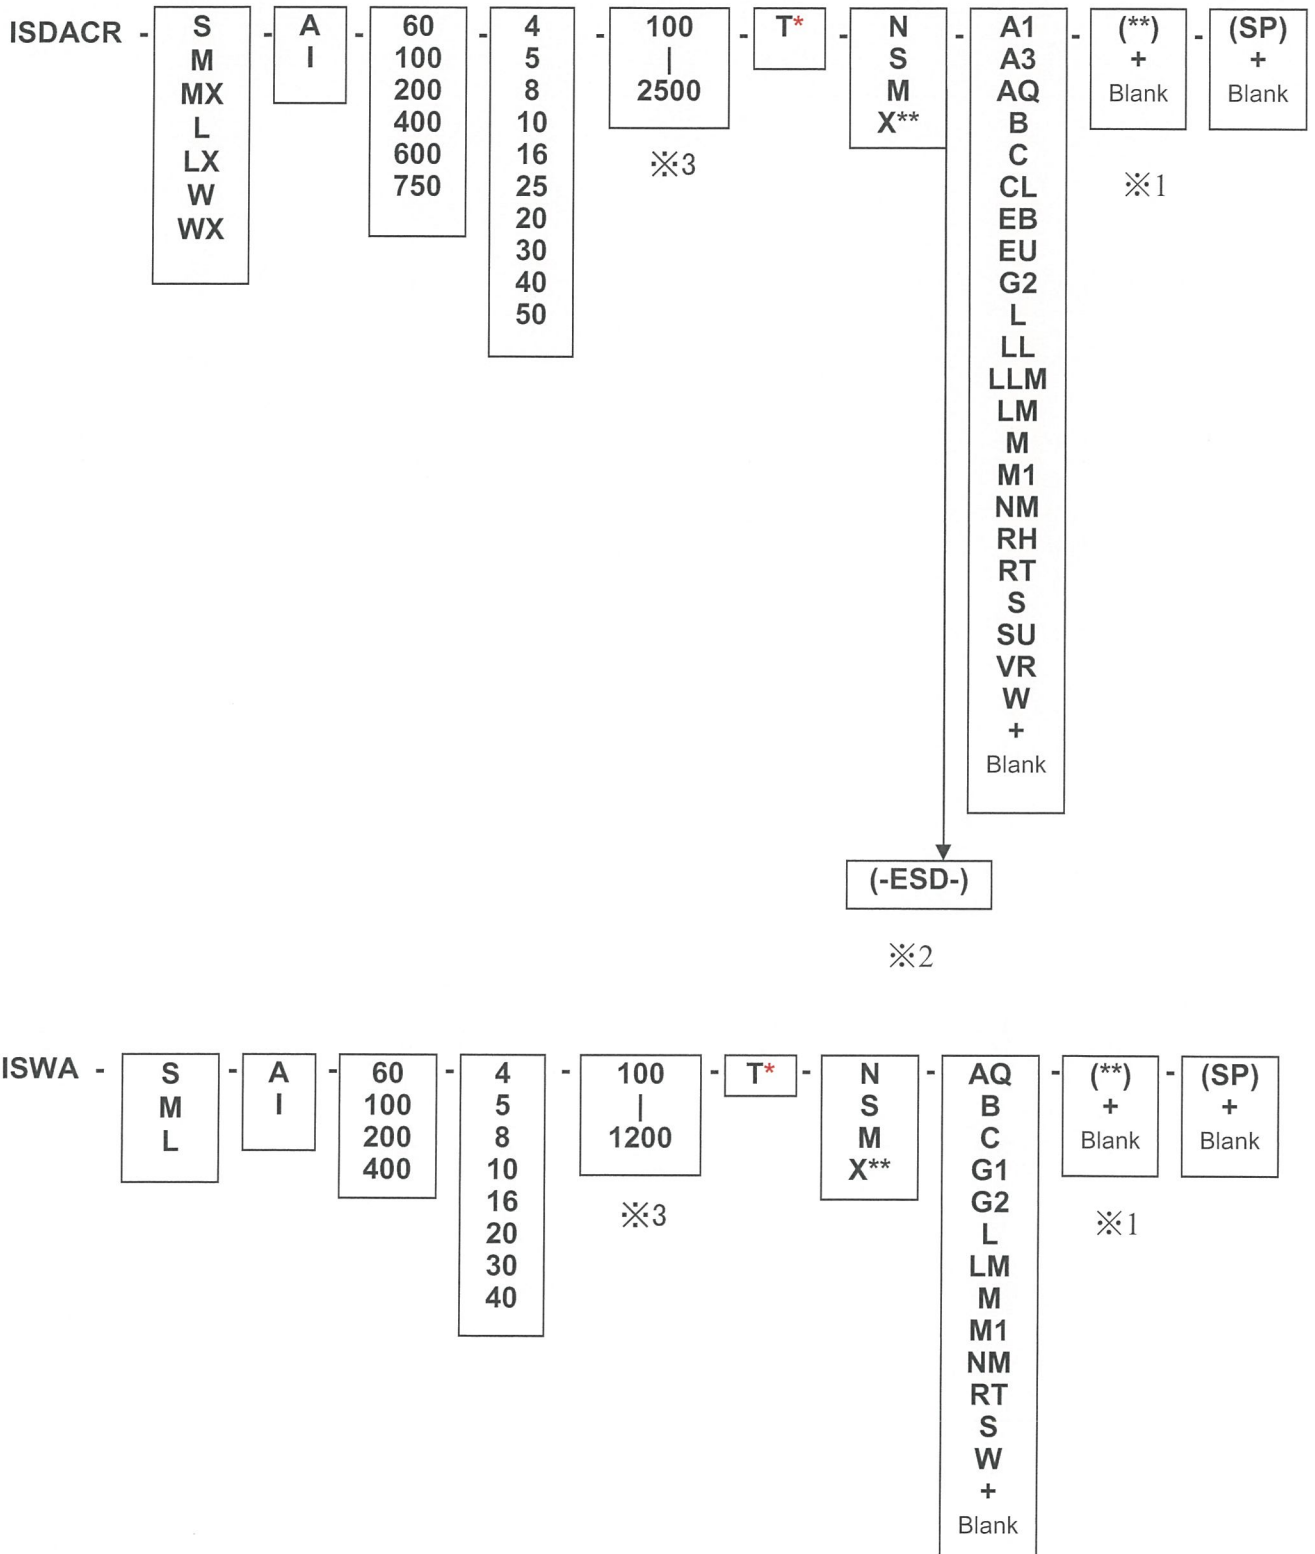 ISDACR - S - A - 60 - 4 - 100 - T* - N - A1 - (**) - (SP)
M I 100 5 | S A3 + +
MX 200 8 2500 M AQ Blank Blank
L 400 10 X** B
LX 600 16 ※3 C
W 750 25 CL ※1
WX 20 EB
30 EU
40 G2
50 L
LL
LLM
LM
M
M1
NM
RH
RT
S
SU
VR
W
+
Blank
(-ESD-)
※2
ISWA - S - A - 60 - 4 - 100 - T* - N - AQ - (**) - (SP)
M I 100 5 | S B + +
L 200 8 1200 M C Blank Blank
400 10 X** G1
16 ※3 G2 ※1
20 L
30 LM
40 M
M1
NM
RT
S
W
+
Blank